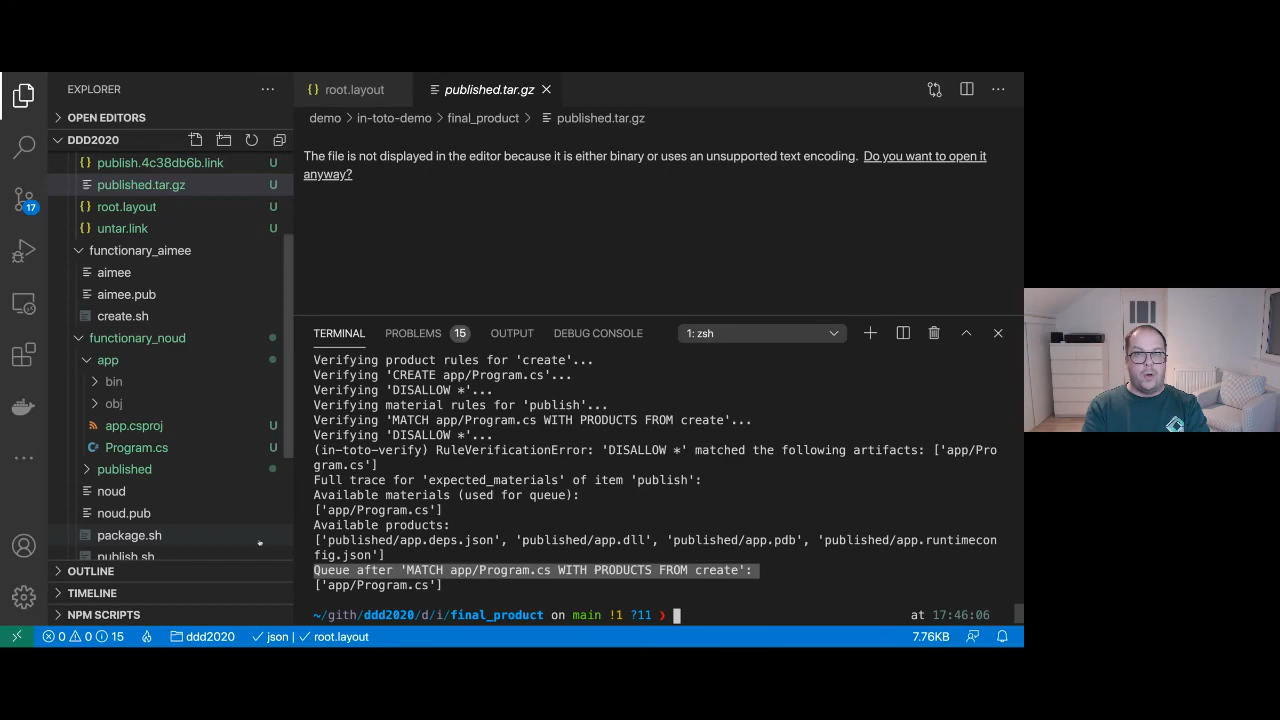 EXPLORER
OPEN EDITORS
DDD2020
publish.4c38db6b.link U
published.tar.gz U
root.layout U
untar.link U
functionary_aimee
aimee
aimee.pub
create.sh
functionary_noud
app
bin
obj
app.csproj U
Program.cs U
published
noud
noud.pub
package.sh
publish.sh
OUTLINE
TIMELINE
NPM SCRIPTS
17
root.layout
published.tar.gz
demo > in-toto-demo > final_product > published.tar.gz
The file is not displayed in the editor because it is either binary or uses an unsupported text encoding. Do you want to open it
anyway?
TERMINAL PROBLEMS 15 OUTPUT DEBUG CONSOLE 1: zsh
Verifying product rules for 'create'...
Verifying 'CREATE app/Program.cs'...
Verifying 'DISALLOW *'...
Verifying material rules for 'publish'...
Verifying 'MATCH app/Program.cs WITH PRODUCTS FROM create'...
Verifying 'DISALLOW *'...
(in-toto-verify) RuleVerificationError: 'DISALLOW *' matched the following artifacts: ['app/Pro
gram.cs']
Full trace for 'expected_materials' of item 'publish':
Available materials (used for queue):
['app/Program.cs']
Available products:
['published/app.deps.json', 'published/app.dll', 'published/app.pdb', 'published/app.runtimecon
fig.json']
Queue after 'MATCH app/Program.cs WITH PRODUCTS FROM create':
['app/Program.cs']
~/gith/ddd2020/d/i/final_product on main !1 ?11 ❯ at 17:46:06
0 0 15 ddd2020 json | root.layout 7.76KB